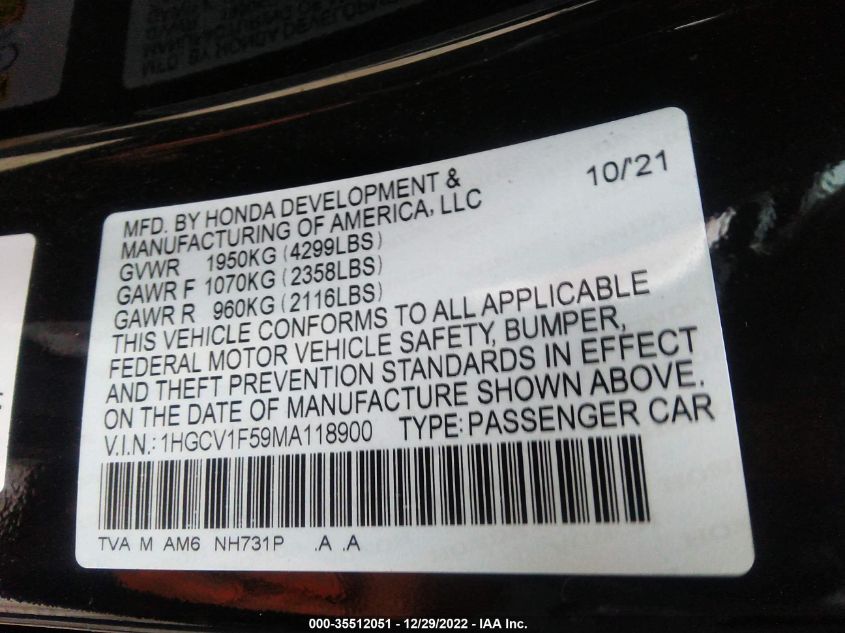 10/'21
MFD. BY HONDA DEVELOPMENT &
MANUFACTURING OF AMERICA, LLC
GVWR 1950KG (4299LBS)
GAWR F 1070KG (2358LBS)
GAWR R 960KG (2116LBS)
THIS VEHICLE CONFORMS TO ALL APPLICABLE
FEDERAL MOTOR VEHICLE SAFETY, BUMPER,
AND THEFT PREVENTION STANDARDS IN EFFECT
ON THE DATE OF MANUFACTURE SHOWN ABOVE.
V.I.N.: 1HGCV1F59MA118900 TYPE: PASSENGER CAR
TVA M AM6 NH731P .A .A
000-35512051 - 12/29/2022 - IAA Inc.